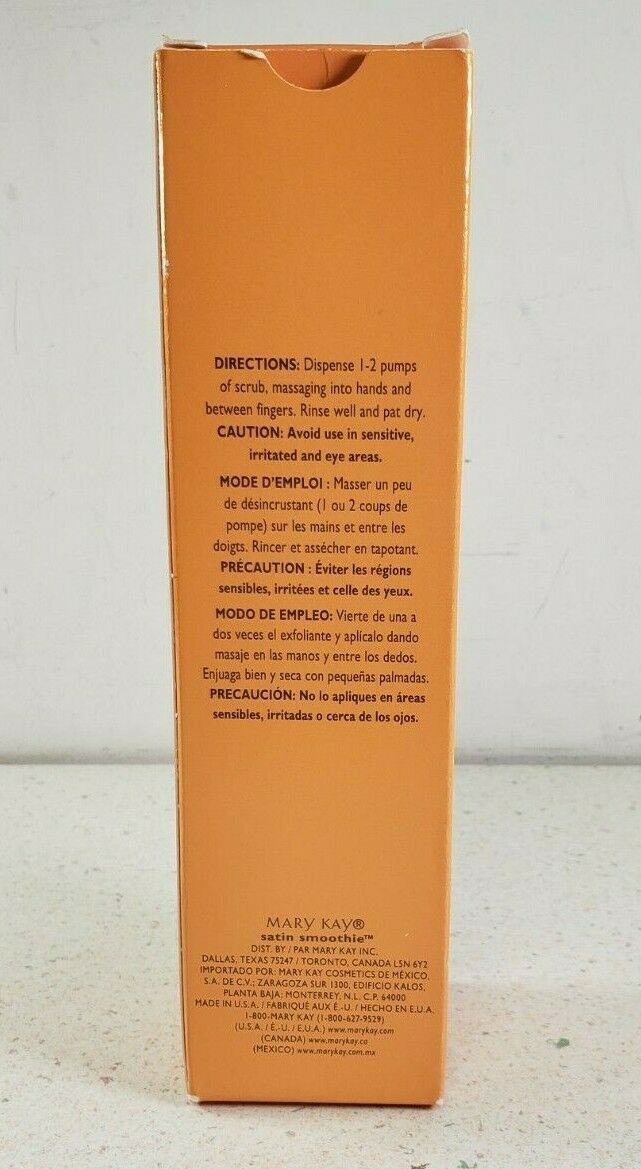 DIRECTIONS: Dispense 1-2 pumps
of scrub, massaging into hands and
between fingers. Rinse well and pat dry.
CAUTION: Avoid use in sensitive,
irritated and eye areas.
MODE D'EMPLOI : Masser un peu
de désincrustant (1 ou 2 coups de
pompe) sur les mains et entre les
doigts. Rincer et assécher en tapotant.
PRÉCAUTION : Éviter les régions
sensibles, irritées et celle des yeux.
MODO DE EMPLEO: Vierte de una a
dos veces el exfoliante y aplícalo dando
masaje en las manos y entre los dedos.
Enjuaga bien y seca con pequeñas palmadas.
PRECAUCIÓN: No lo apliques en áreas
sensibles, irritadas o cerca de los ojos.
MARY KAY®
satin smoothie™
DIST. BY / PAR MARY KAY INC.
DALLAS, TEXAS 75247 / TORONTO, CANADA L5N 6Y2
IMPORTADO POR: MARY KAY COSMETICS DE MÉXICO,
S.A. DE C.V.; ZARAGOZA SUR 1300, EDIFICIO KALOS,
PLANTA BAJA; MONTERREY, N.L. C.P. 64000
MADE IN U.S.A. / FABRIQUÉ AUX É.-U. / HECHO EN E.U.A.
1-800-MARY KAY (1-800-627-9529)
(U.S.A. / É.-U. / E.U.A.) www.marykay.com
(CANADA) www.marykay.ca
(MEXICO) www.marykay.com.mx